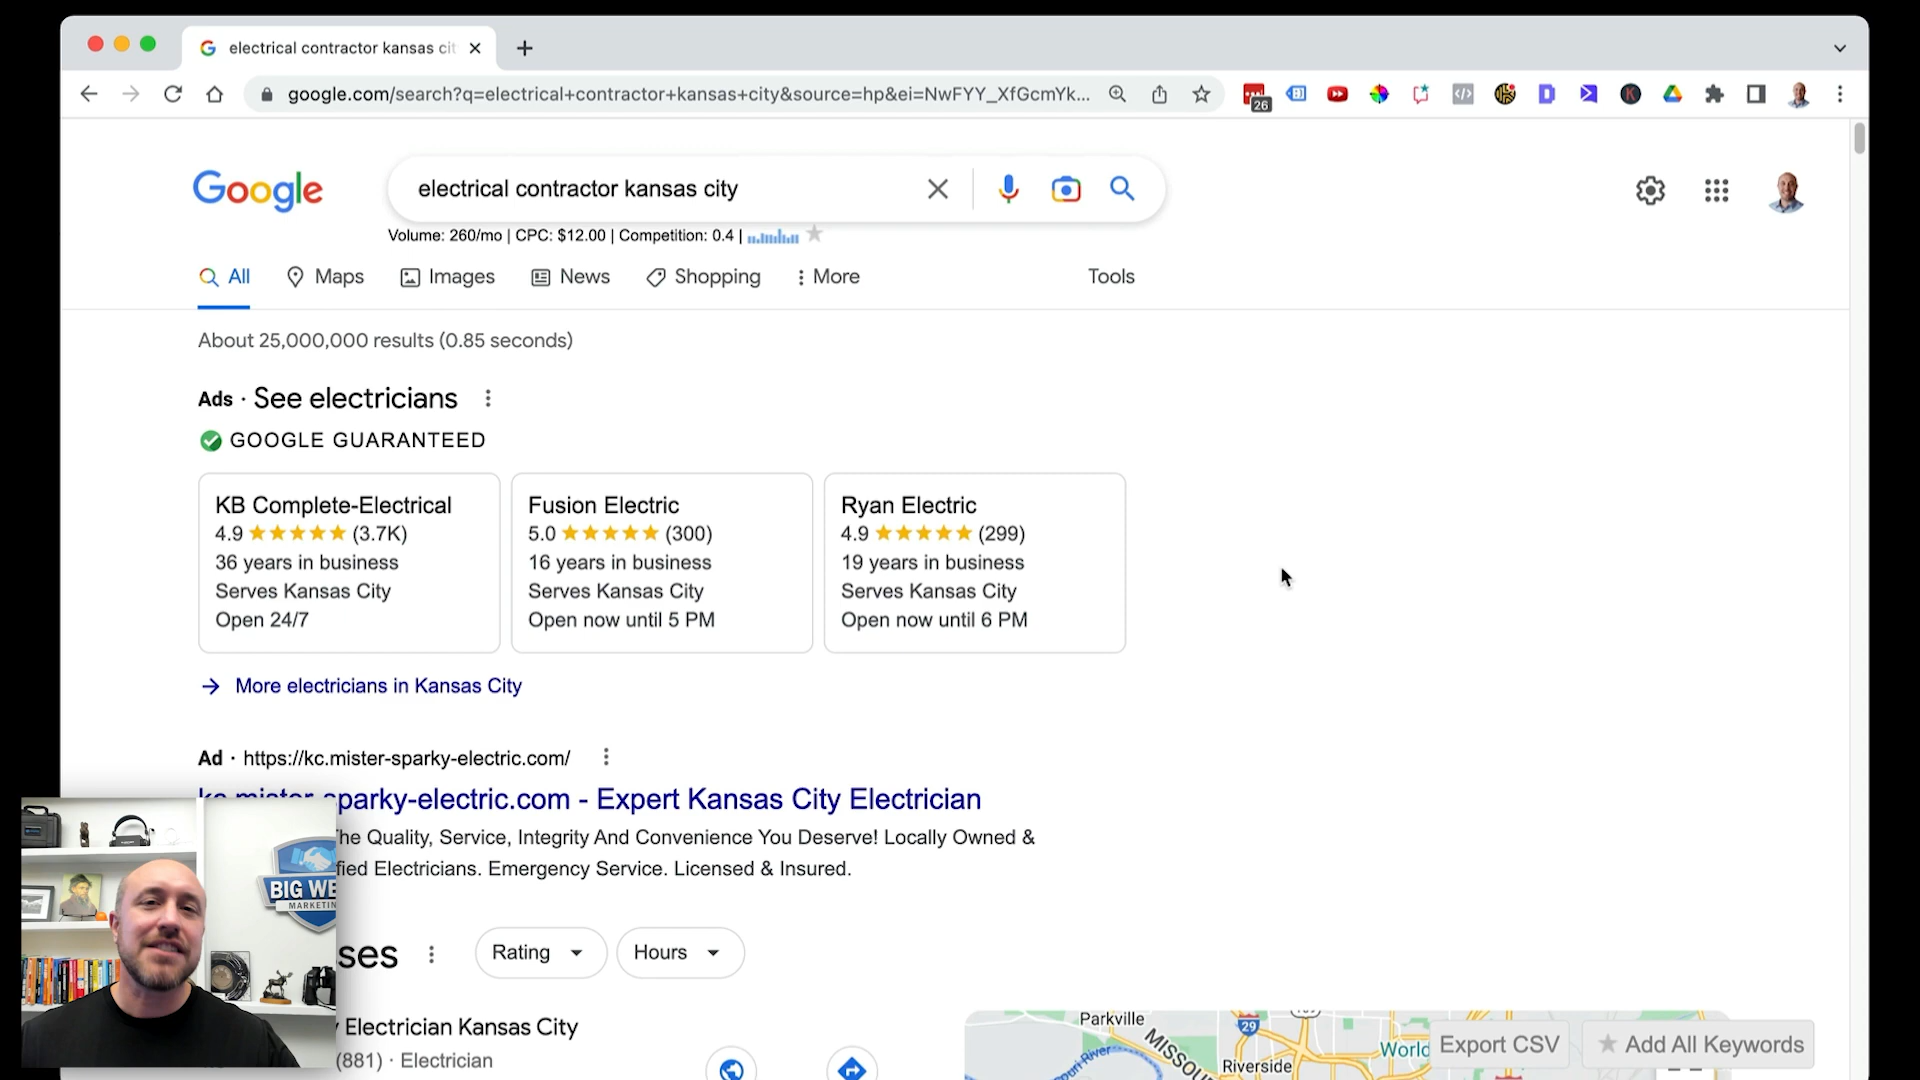 electrical contractor kansas cit
google.com/search?q=electrical+contractor+kansas+city&source=hp&ei=NwFYY_XfGcmYk...
26
Google
electrical contractor kansas city
Volume: 260/mo | CPC: $12.00 | Competition: 0.4 |
All
Maps
Images
News
Shopping
More
Tools
About 25,000,000 results (0.85 seconds)
Ads · See electricians
GOOGLE GUARANTEED
KB Complete-Electrical
4.9 ★★★★★ (3.7K)
36 years in business
Serves Kansas City
Open 24/7
Fusion Electric
5.0 ★★★★★ (300)
16 years in business
Serves Kansas City
Open now until 5 PM
Ryan Electric
4.9 ★★★★★ (299)
19 years in business
Serves Kansas City
Open now until 6 PM
More electricians in Kansas City
Ad · https://kc.mister-sparky-electric.com/
kc.mister-sparky-electric.com - Expert Kansas City Electrician
he Quality, Service, Integrity And Convenience You Deserve! Locally Owned &
fied Electricians. Emergency Service. Licensed & Insured.
ses
Rating
Hours
Electrician Kansas City
(881) · Electrician
BIG WE
MARKETIN
Parkville
MISSOU
29
Riverside
World
Export CSV
Add All Keywords